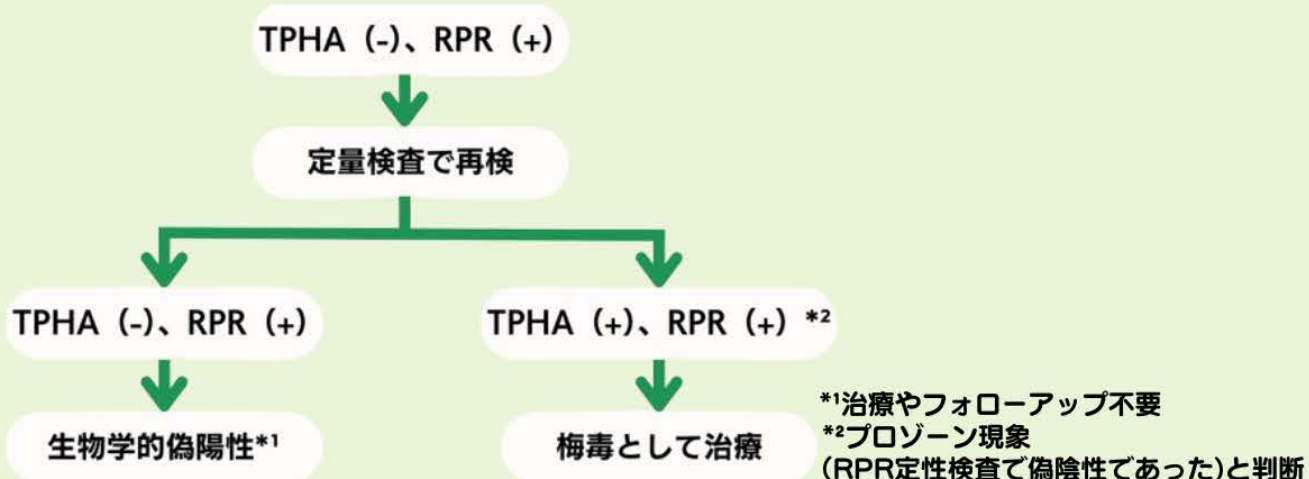 TPHA（-）、RPR（+）
定量検査で再検
TPHA（-）、RPR（+）
TPHA（+）、RPR（+）*2
生物学的偽陽性*1
梅毒として治療
*1治療やフォローアップ不要
*2プロゾーン現象
(RPR定性検査で偽陰性であった)と判断